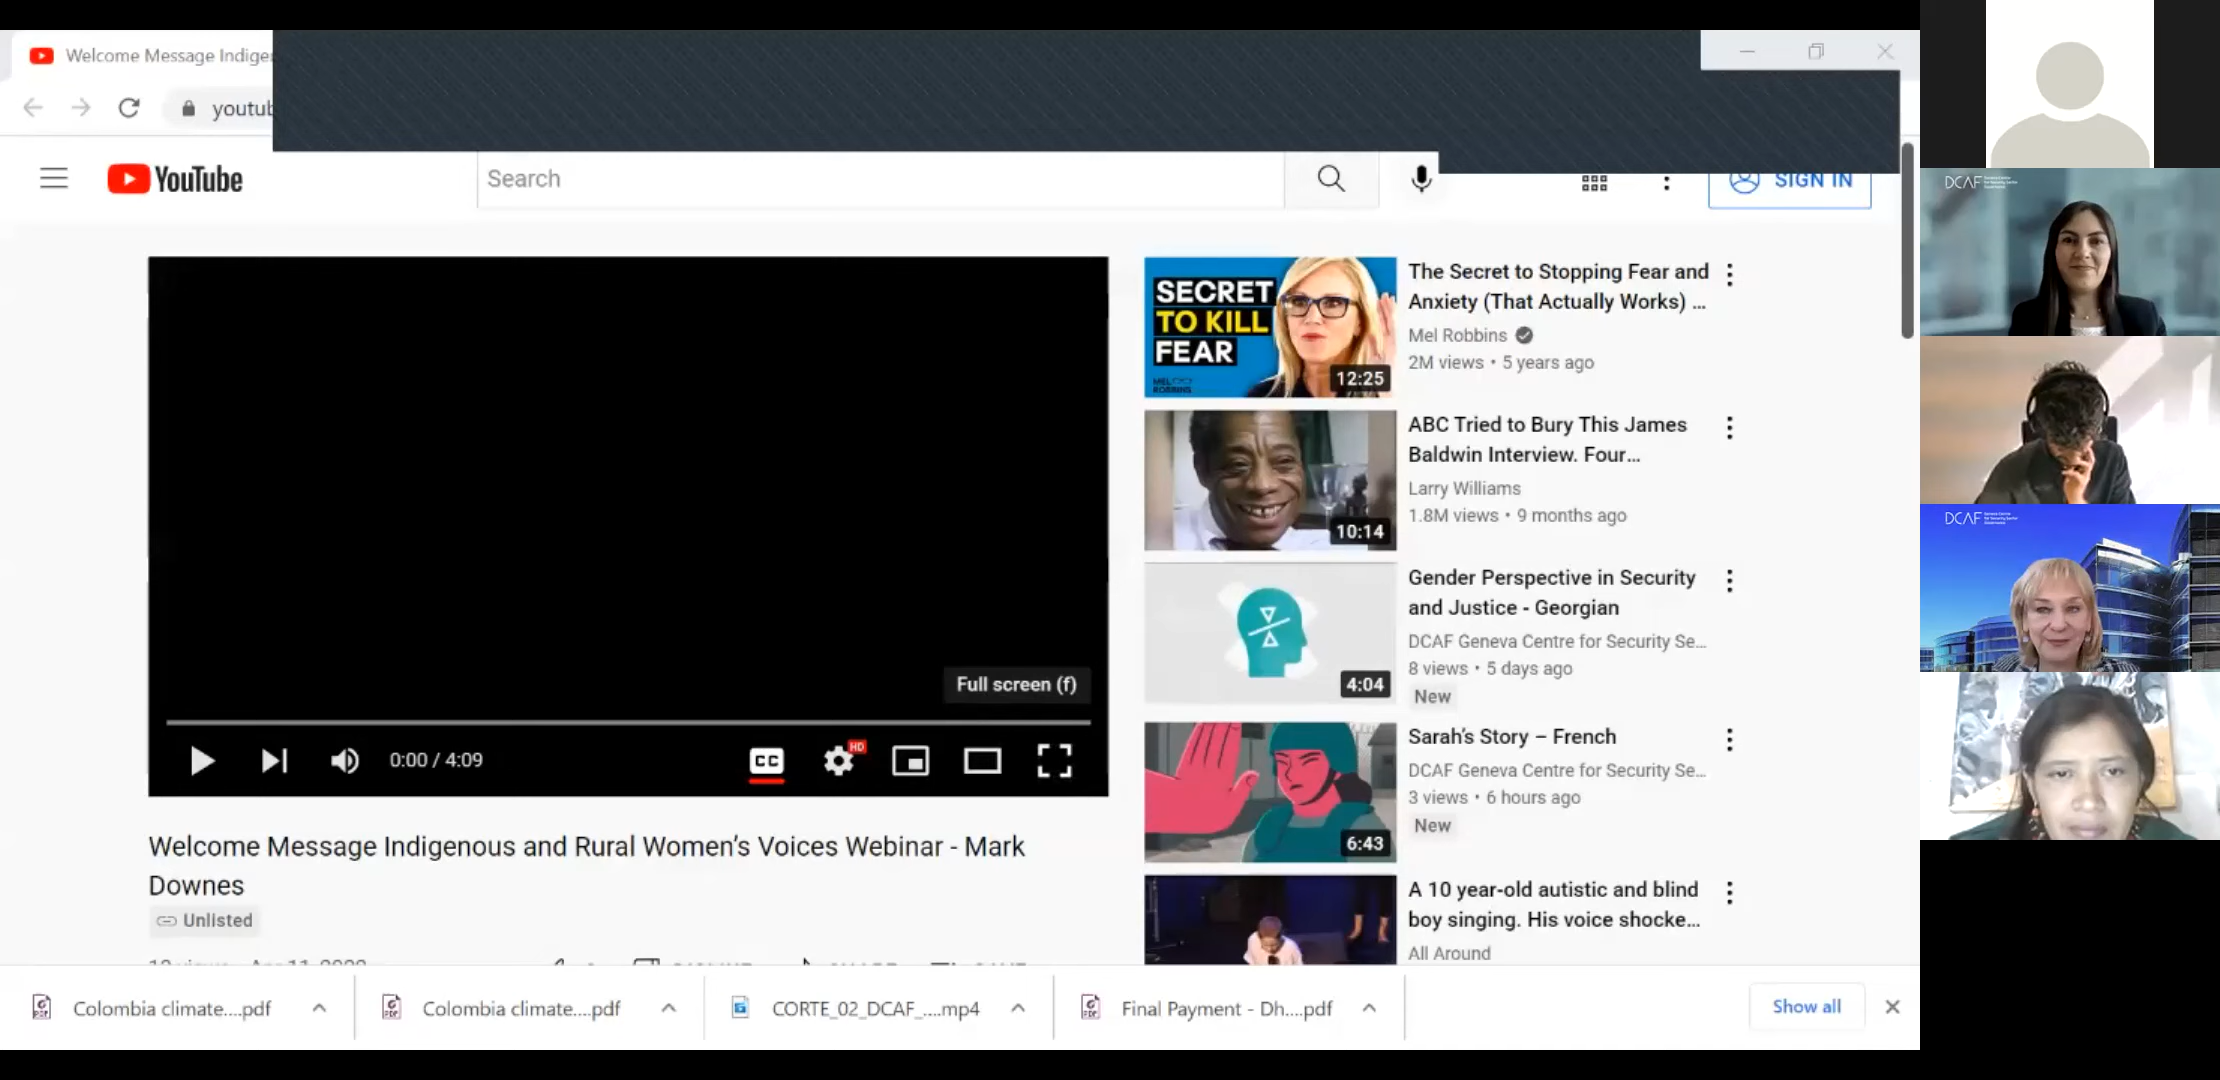 Welcome Message Indige
youtub
YouTube
Search
SIGN IN
Full screen (f)
0:00 / 4:09
CC
HD
Welcome Message Indigenous and Rural Women's Voices Webinar - Mark
Downes
Unlisted
SECRET
TO KILL
FEAR
MEL
ROBBINS
12:25
The Secret to Stopping Fear and
Anxiety (That Actually Works) ...
Mel Robbins
2M views • 5 years ago
10:14
ABC Tried to Bury This James
Baldwin Interview. Four...
Larry Williams
1.8M views • 9 months ago
4:04
Gender Perspective in Security
and Justice - Georgian
DCAF Geneva Centre for Security Se...
8 views • 5 days ago
New
6:43
Sarah's Story – French
DCAF Geneva Centre for Security Se...
3 views • 6 hours ago
New
A 10 year-old autistic and blind
boy singing. His voice shocke...
All Around
Colombia climate....pdf
Colombia climate....pdf
CORTE_02_DCAF_....mp4
Final Payment - Dh....pdf
Show all
DCAF
DCAF